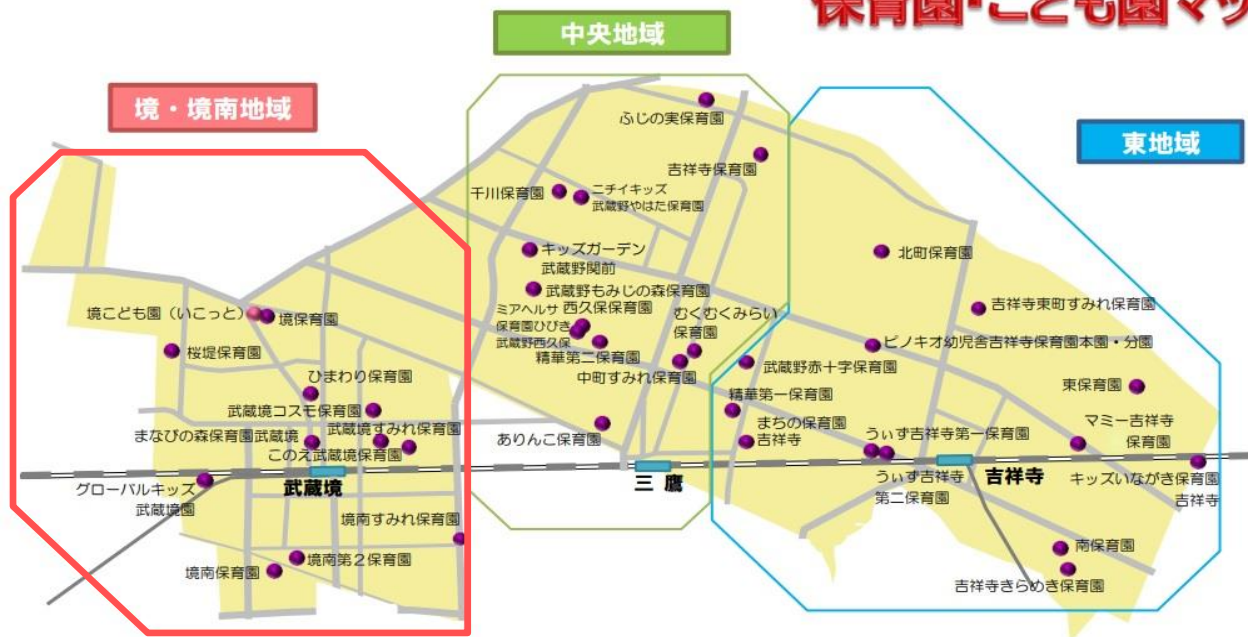 保育園・こども園マッ
中央地域
境・境南地域
東地域
ふじの実保育園
吉祥寺保育園
千川保育園
ニチイキッズ
武蔵野やはた保育園
キッズガーデン
武蔵野関前
北町保育園
武蔵野もみじの森保育園
ミアヘルサ
保育園ひびき
武蔵野西久保
西久保保育園
むくむくみらい
保育園
吉祥寺東町すみれ保育園
境こども園（いこっと）
境保育園
桜堤保育園
精華第二保育園
中町すみれ保育園
ピノキオ幼児舎吉祥寺保育園本園・分園
武蔵野赤十字保育園
ひまわり保育園
東保育園
精華第一保育園
武蔵境コスモ保育園
まちの保育園
吉祥寺
マミー吉祥寺
保育園
まなびの森保育園武蔵境
武蔵境すみれ保育園
ありんこ保育園
うぃず吉祥寺第一保育園
このえ武蔵境保育園
グローバルキッズ
武蔵境園
武蔵境
三鷹
うぃず吉祥寺
第二保育園
吉祥寺
キッズいながき保育園
吉祥寺
境南すみれ保育園
境南第２保育園
境南保育園
南保育園
吉祥寺きらめき保育園